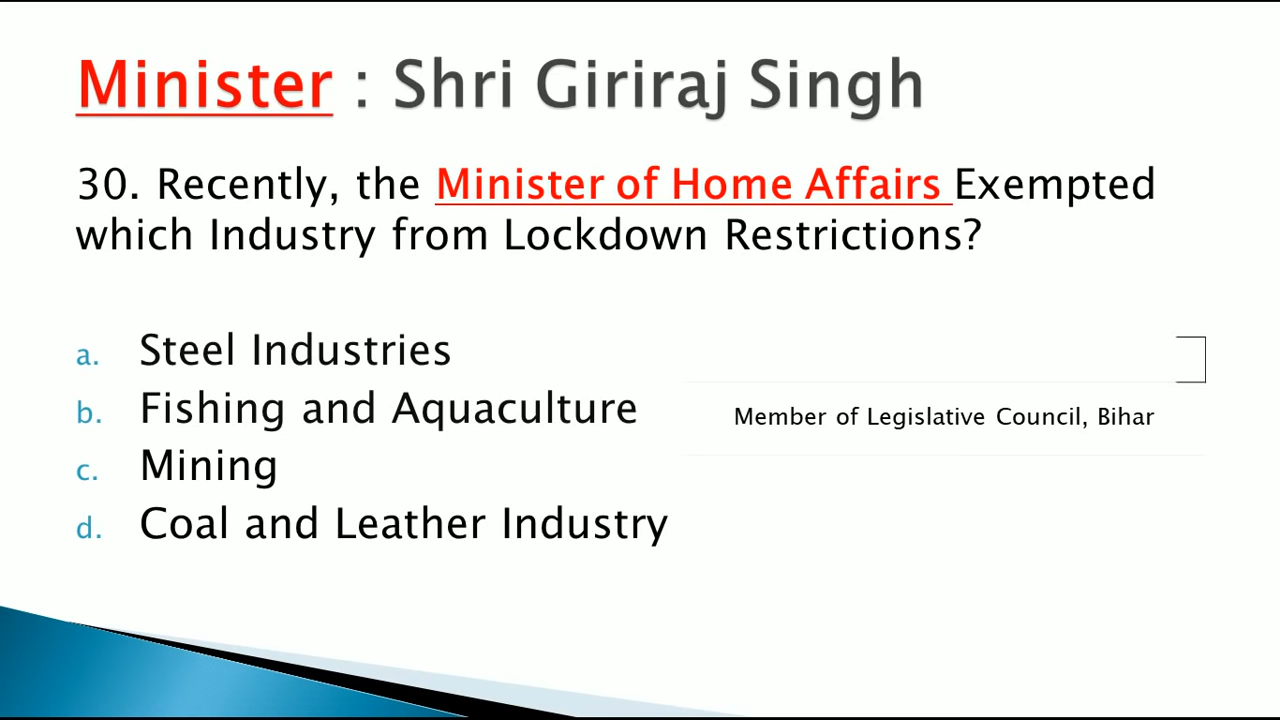 Minister : Shri Giriraj Singh
30. Recently, the Minister of Home Affairs Exempted
which Industry from Lockdown Restrictions?
a. Steel Industries
b. Fishing and Aquaculture
Member of Legislative Council, Bihar
c. Mining
d. Coal and Leather Industry